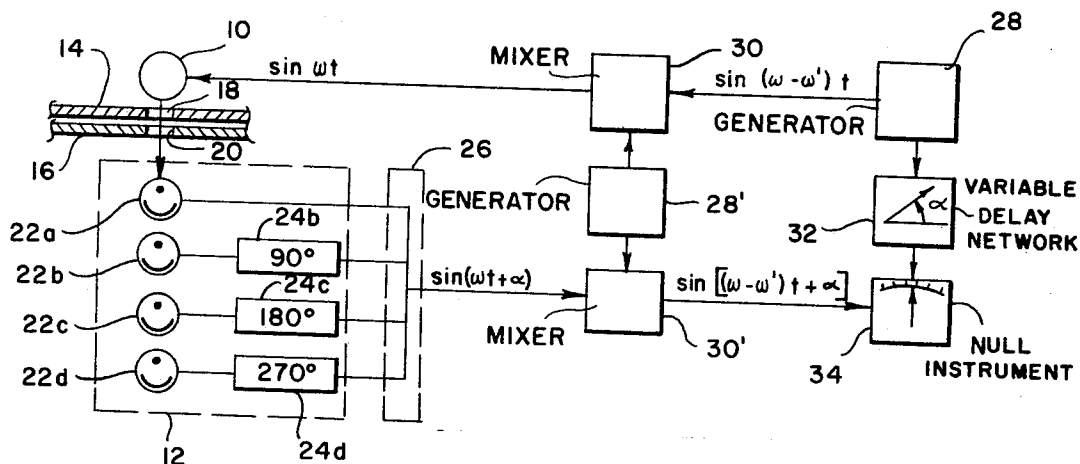 10
14
18
16
20
sin ωt
MIXER
30
sin (ω-ω') t
28
GENERATOR
26
GENERATOR
28'
VARIABLE
DELAY
NETWORK
α
32
22a
24b
90°
22b
24c
180°
22c
270°
22d
12
24d
sin(ωt+α)
MIXER
30'
sin [(ω-ω') t+α]
34
NULL
INSTRUMENT